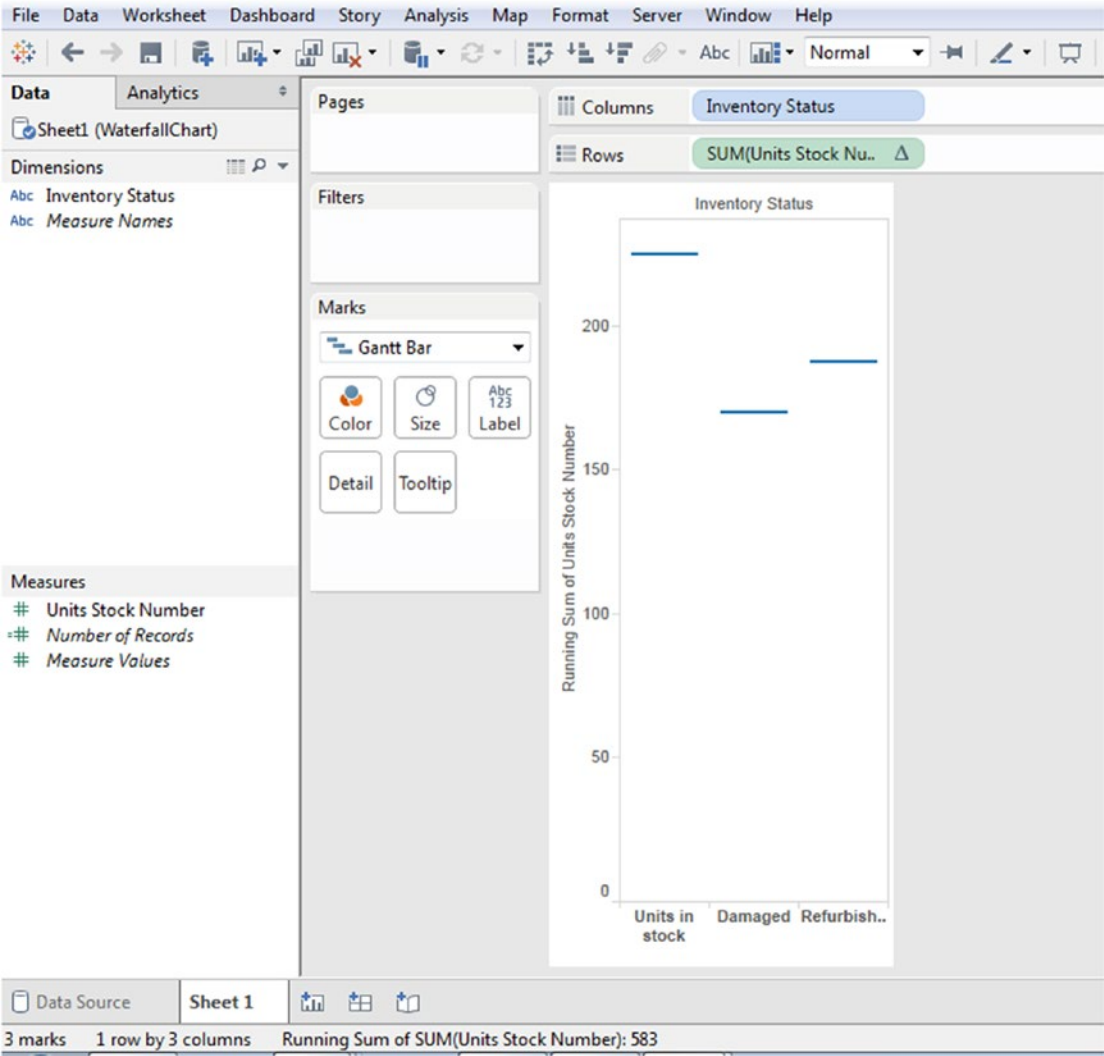 File Data Worksheet Dashboard Story Analysis Map Format Server Window Help
Abc Normal
Data Analytics
Sheet1 (WaterfallChart)
Dimensions
Abc Inventory Status
Abc Measure Names
Measures
# Units Stock Number
=# Number of Records
# Measure Values
Pages
Filters
Marks
Gantt Bar
Color Size Abc 123 Label
Detail Tooltip
Columns Inventory Status
Rows SUM(Units Stock Nu.. Δ
Inventory Status
Running Sum of Units Stock Number
200
150
100
50
0
Units in stock
Damaged
Refurbish..
Data Source Sheet 1
3 marks 1 row by 3 columns Running Sum of SUM(Units Stock Number): 583